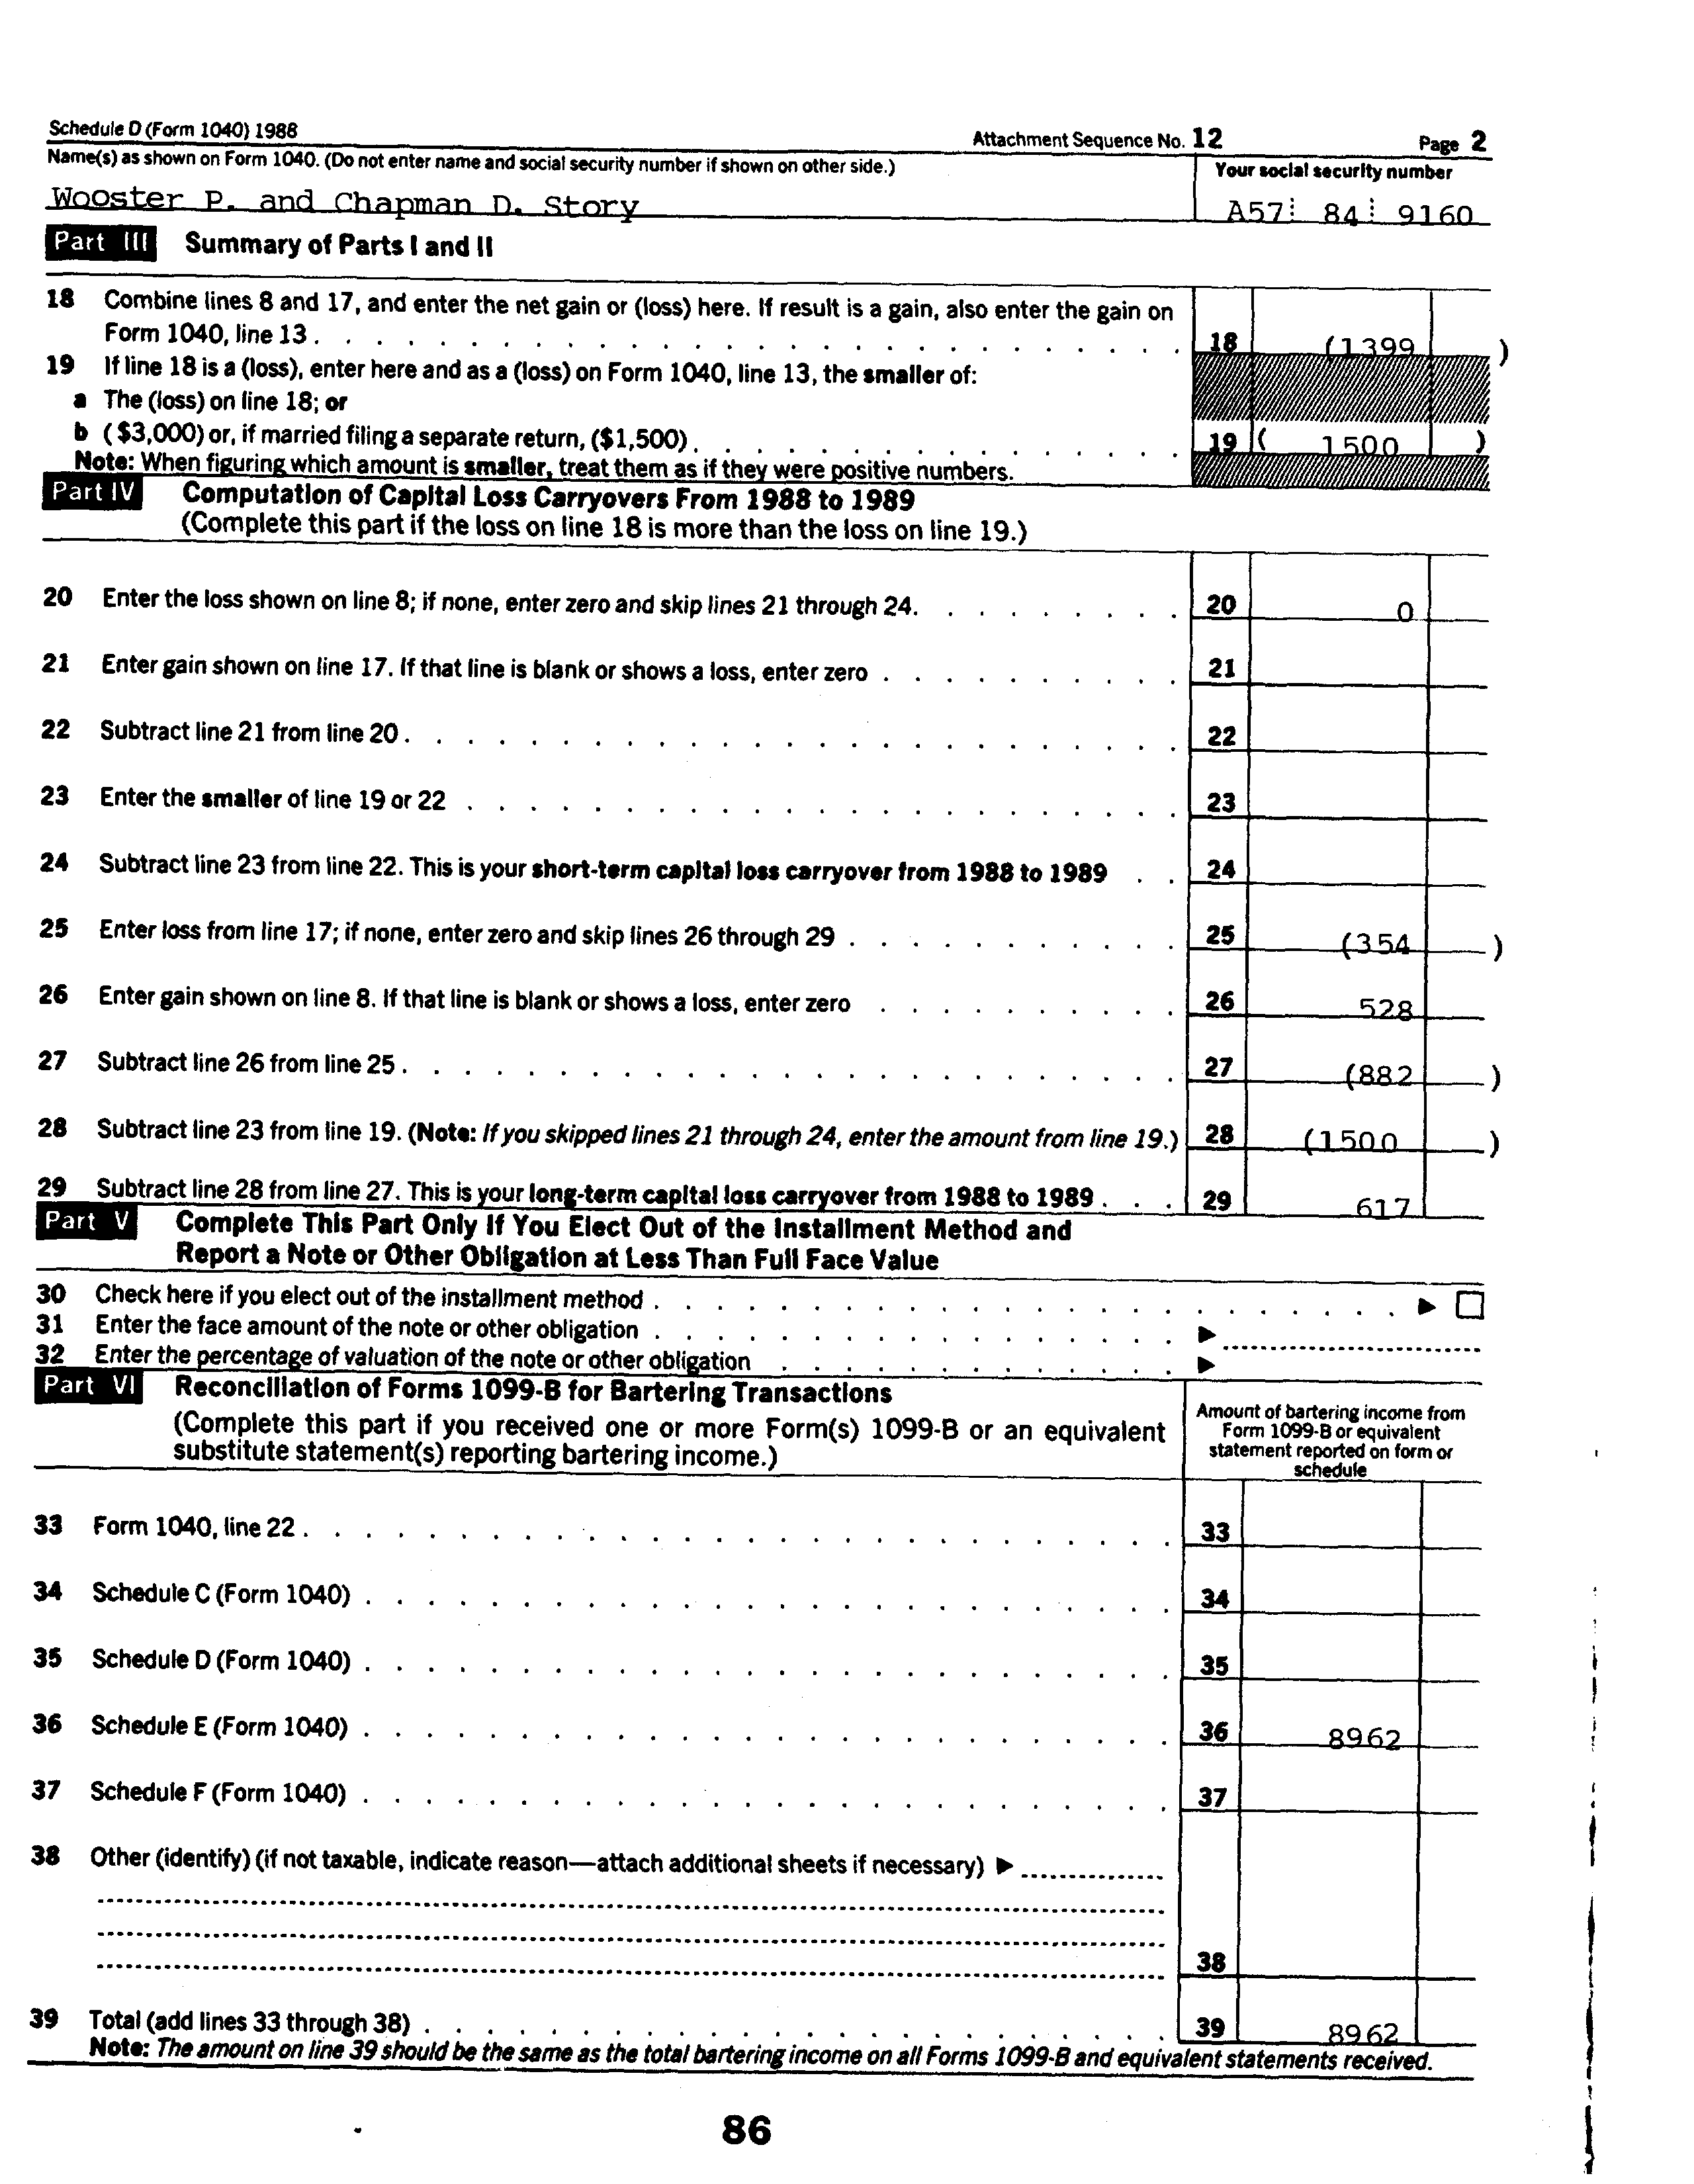 Schedule D (Form 1040) 1988 Attachment Sequence No. 12 Page 2
Name(s) as shown on Form 1040. (Do not enter name and social security number if shown on other side.) Your social security number
Wooster P. and Chapman D. Story A57 84 9160
Part III Summary of Parts I and II
18 Combine lines 8 and 17, and enter the net gain or (loss) here. If result is a gain, also enter the gain on
Form 1040, line 13 . . . . . . . . . . . . . . . . . . . . . . . . . . . . 18 (1399 )
19 If line 18 is a (loss), enter here and as a (loss) on Form 1040, line 13, the smaller of:
a The (loss) on line 18; or
b ($3,000) or, if married filing a separate return, ($1,500) . . . . . . . . . . . . . . . . 19 ( 1500 )
Note: When figuring which amount is smaller, treat them as if they were positive numbers.
Part IV Computation of Capital Loss Carryovers From 1988 to 1989
(Complete this part if the loss on line 18 is more than the loss on line 19.)
20 Enter the loss shown on line 8; if none, enter zero and skip lines 21 through 24. . . . . . . . . 20 0
21 Enter gain shown on line 17. If that line is blank or shows a loss, enter zero . . . . . . . . . . 21
22 Subtract line 21 from line 20 . . . . . . . . . . . . . . . . . . . . . . . . . 22
23 Enter the smaller of line 19 or 22 . . . . . . . . . . . . . . . . . . . . . . . 23
24 Subtract line 23 from line 22. This is your short-term capital loss carryover from 1988 to 1989 . . 24
25 Enter loss from line 17; if none, enter zero and skip lines 26 through 29 . . . . . . . . . . . 25 (354 )
26 Enter gain shown on line 8. If that line is blank or shows a loss, enter zero . . . . . . . . . . 26 528
27 Subtract line 26 from line 25 . . . . . . . . . . . . . . . . . . . . . . . . . 27 (882 )
28 Subtract line 23 from line 19. (Note: If you skipped lines 21 through 24, enter the amount from line 19.) 28 (1500 )
29 Subtract line 28 from line 27. This is your long-term capital loss carryover from 1988 to 1989 . . . 29 617
Part V Complete This Part Only If You Elect Out of the Installment Method and
Report a Note or Other Obligation at Less Than Full Face Value
30 Check here if you elect out of the installment method . . . . . . . . . . . . . . . . . . . . . . . . ▶ ☐
31 Enter the face amount of the note or other obligation . . . . . . . . . . . . . . . . . ▶
32 Enter the percentage of valuation of the note or other obligation . . . . . . . . . . . . . ▶
Part VI Reconciliation of Forms 1099-B for Bartering Transactions
(Complete this part if you received one or more Form(s) 1099-B or an equivalent
substitute statement(s) reporting bartering income.)
Amount of bartering income from
Form 1099-B or equivalent
statement reported on form or
schedule
33 Form 1040, line 22 . . . . . . . . . . . . . . . . . . . . . . . . . . . . 33
34 Schedule C (Form 1040) . . . . . . . . . . . . . . . . . . . . . . . . . . 34
35 Schedule D (Form 1040) . . . . . . . . . . . . . . . . . . . . . . . . . . 35
36 Schedule E (Form 1040) . . . . . . . . . . . . . . . . . . . . . . . . . . 36 8962
37 Schedule F (Form 1040) . . . . . . . . . . . . . . . . . . . . . . . . . . 37
38 Other (identify) (if not taxable, indicate reason—attach additional sheets if necessary) ▶
38
39 Total (add lines 33 through 38) . . . . . . . . . . . . . . . . . . . . . . . . 39 8962
Note: The amount on line 39 should be the same as the total bartering income on all Forms 1099-B and equivalent statements received.
86